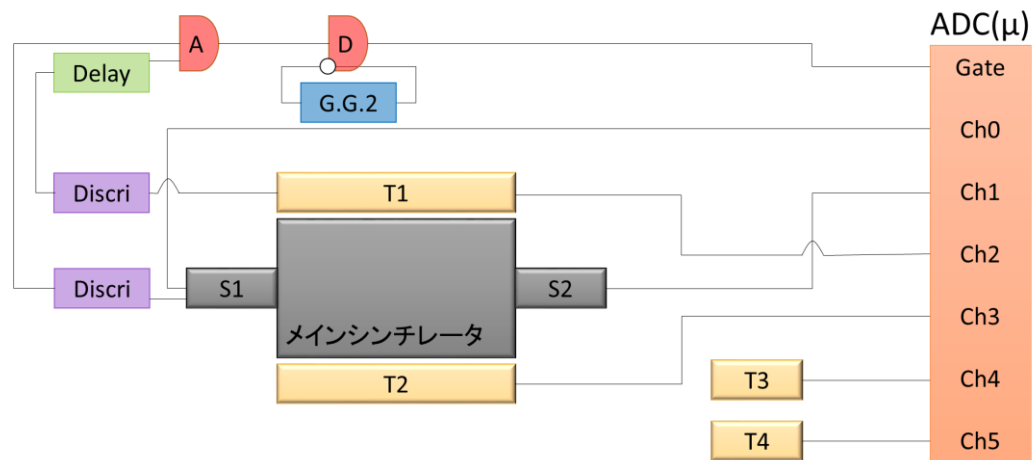 ADC(μ)
A
D
Delay
G.G.2
Gate
Ch0
Discri
T1
Ch1
Ch2
Discri
S1
S2
メインシンチレータ
Ch3
T2
T3
Ch4
T4
Ch5